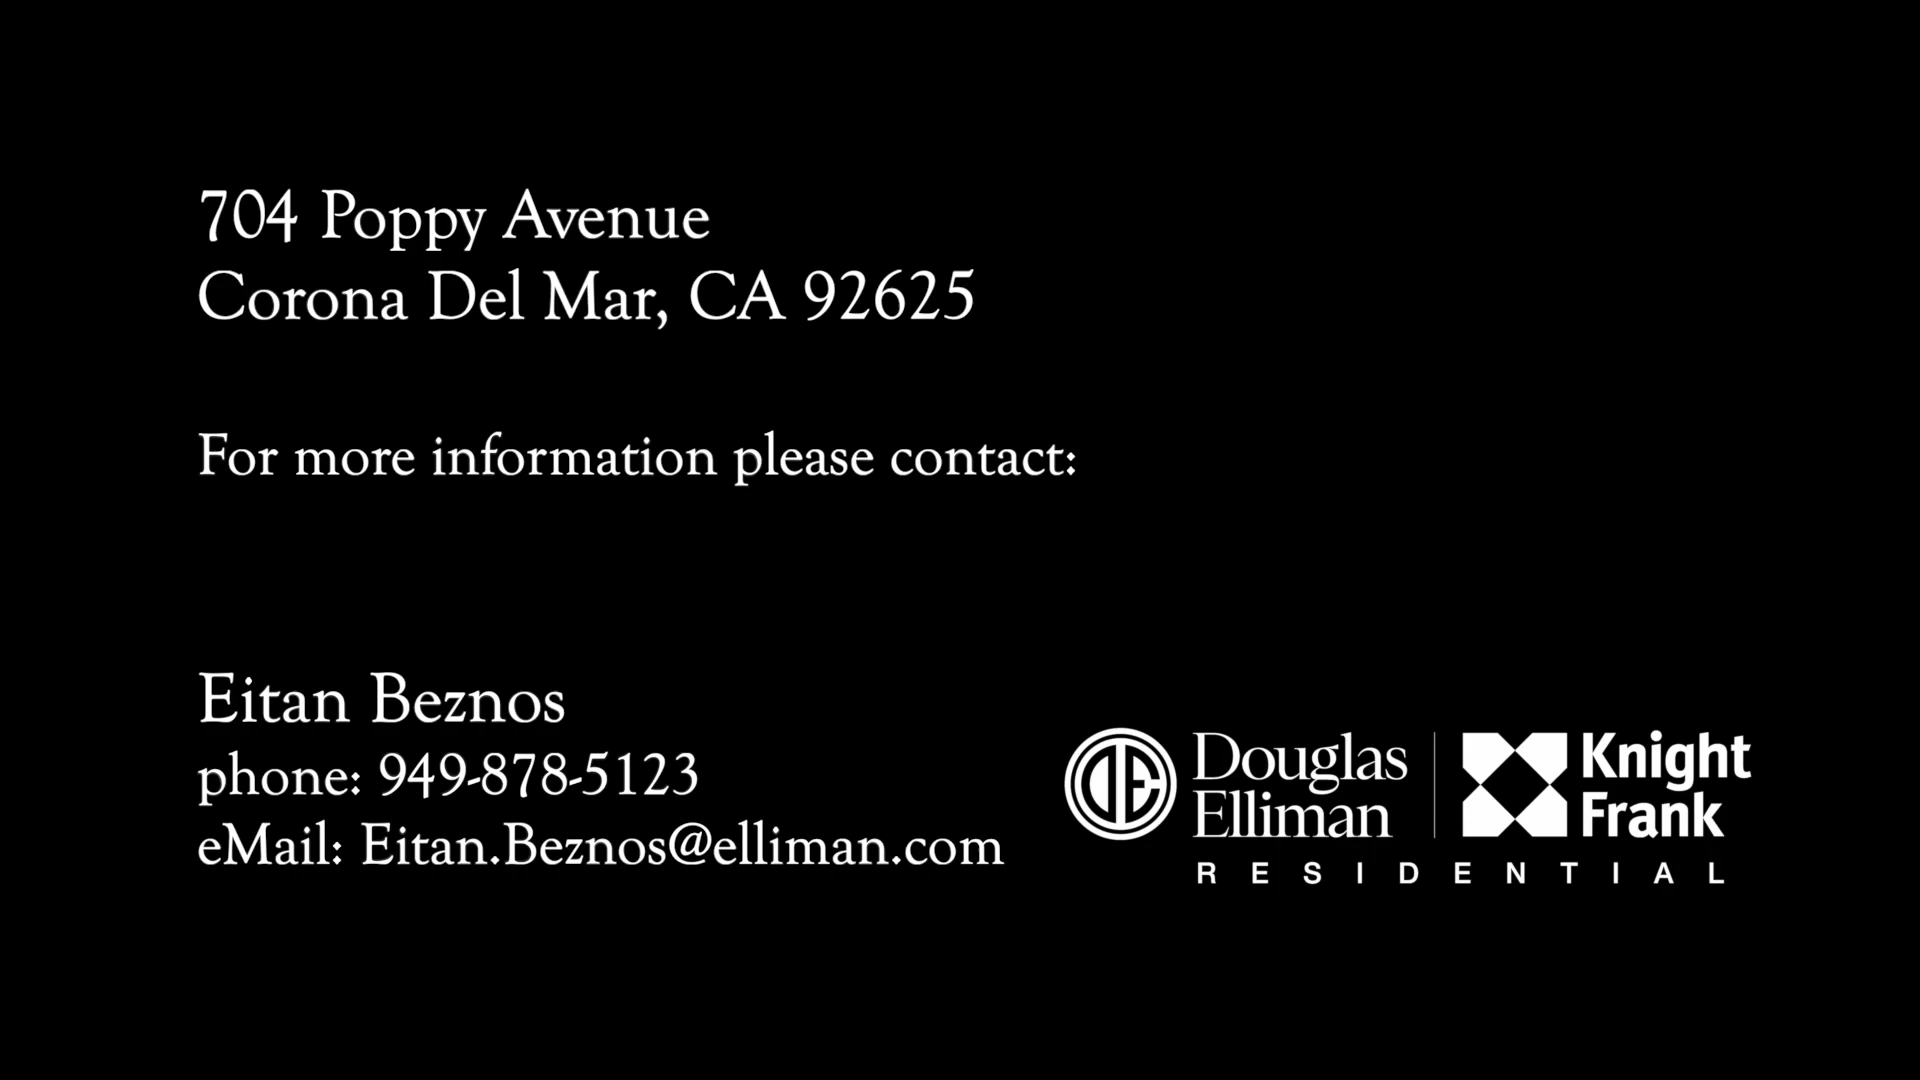 704 Poppy Avenue
Corona Del Mar, CA 92625
For more information please contact:
Eitan Beznos
phone: 949-878-5123
eMail: Eitan.Beznos@elliman.com
DE
Douglas
Elliman
Knight
Frank
RESIDENTIAL